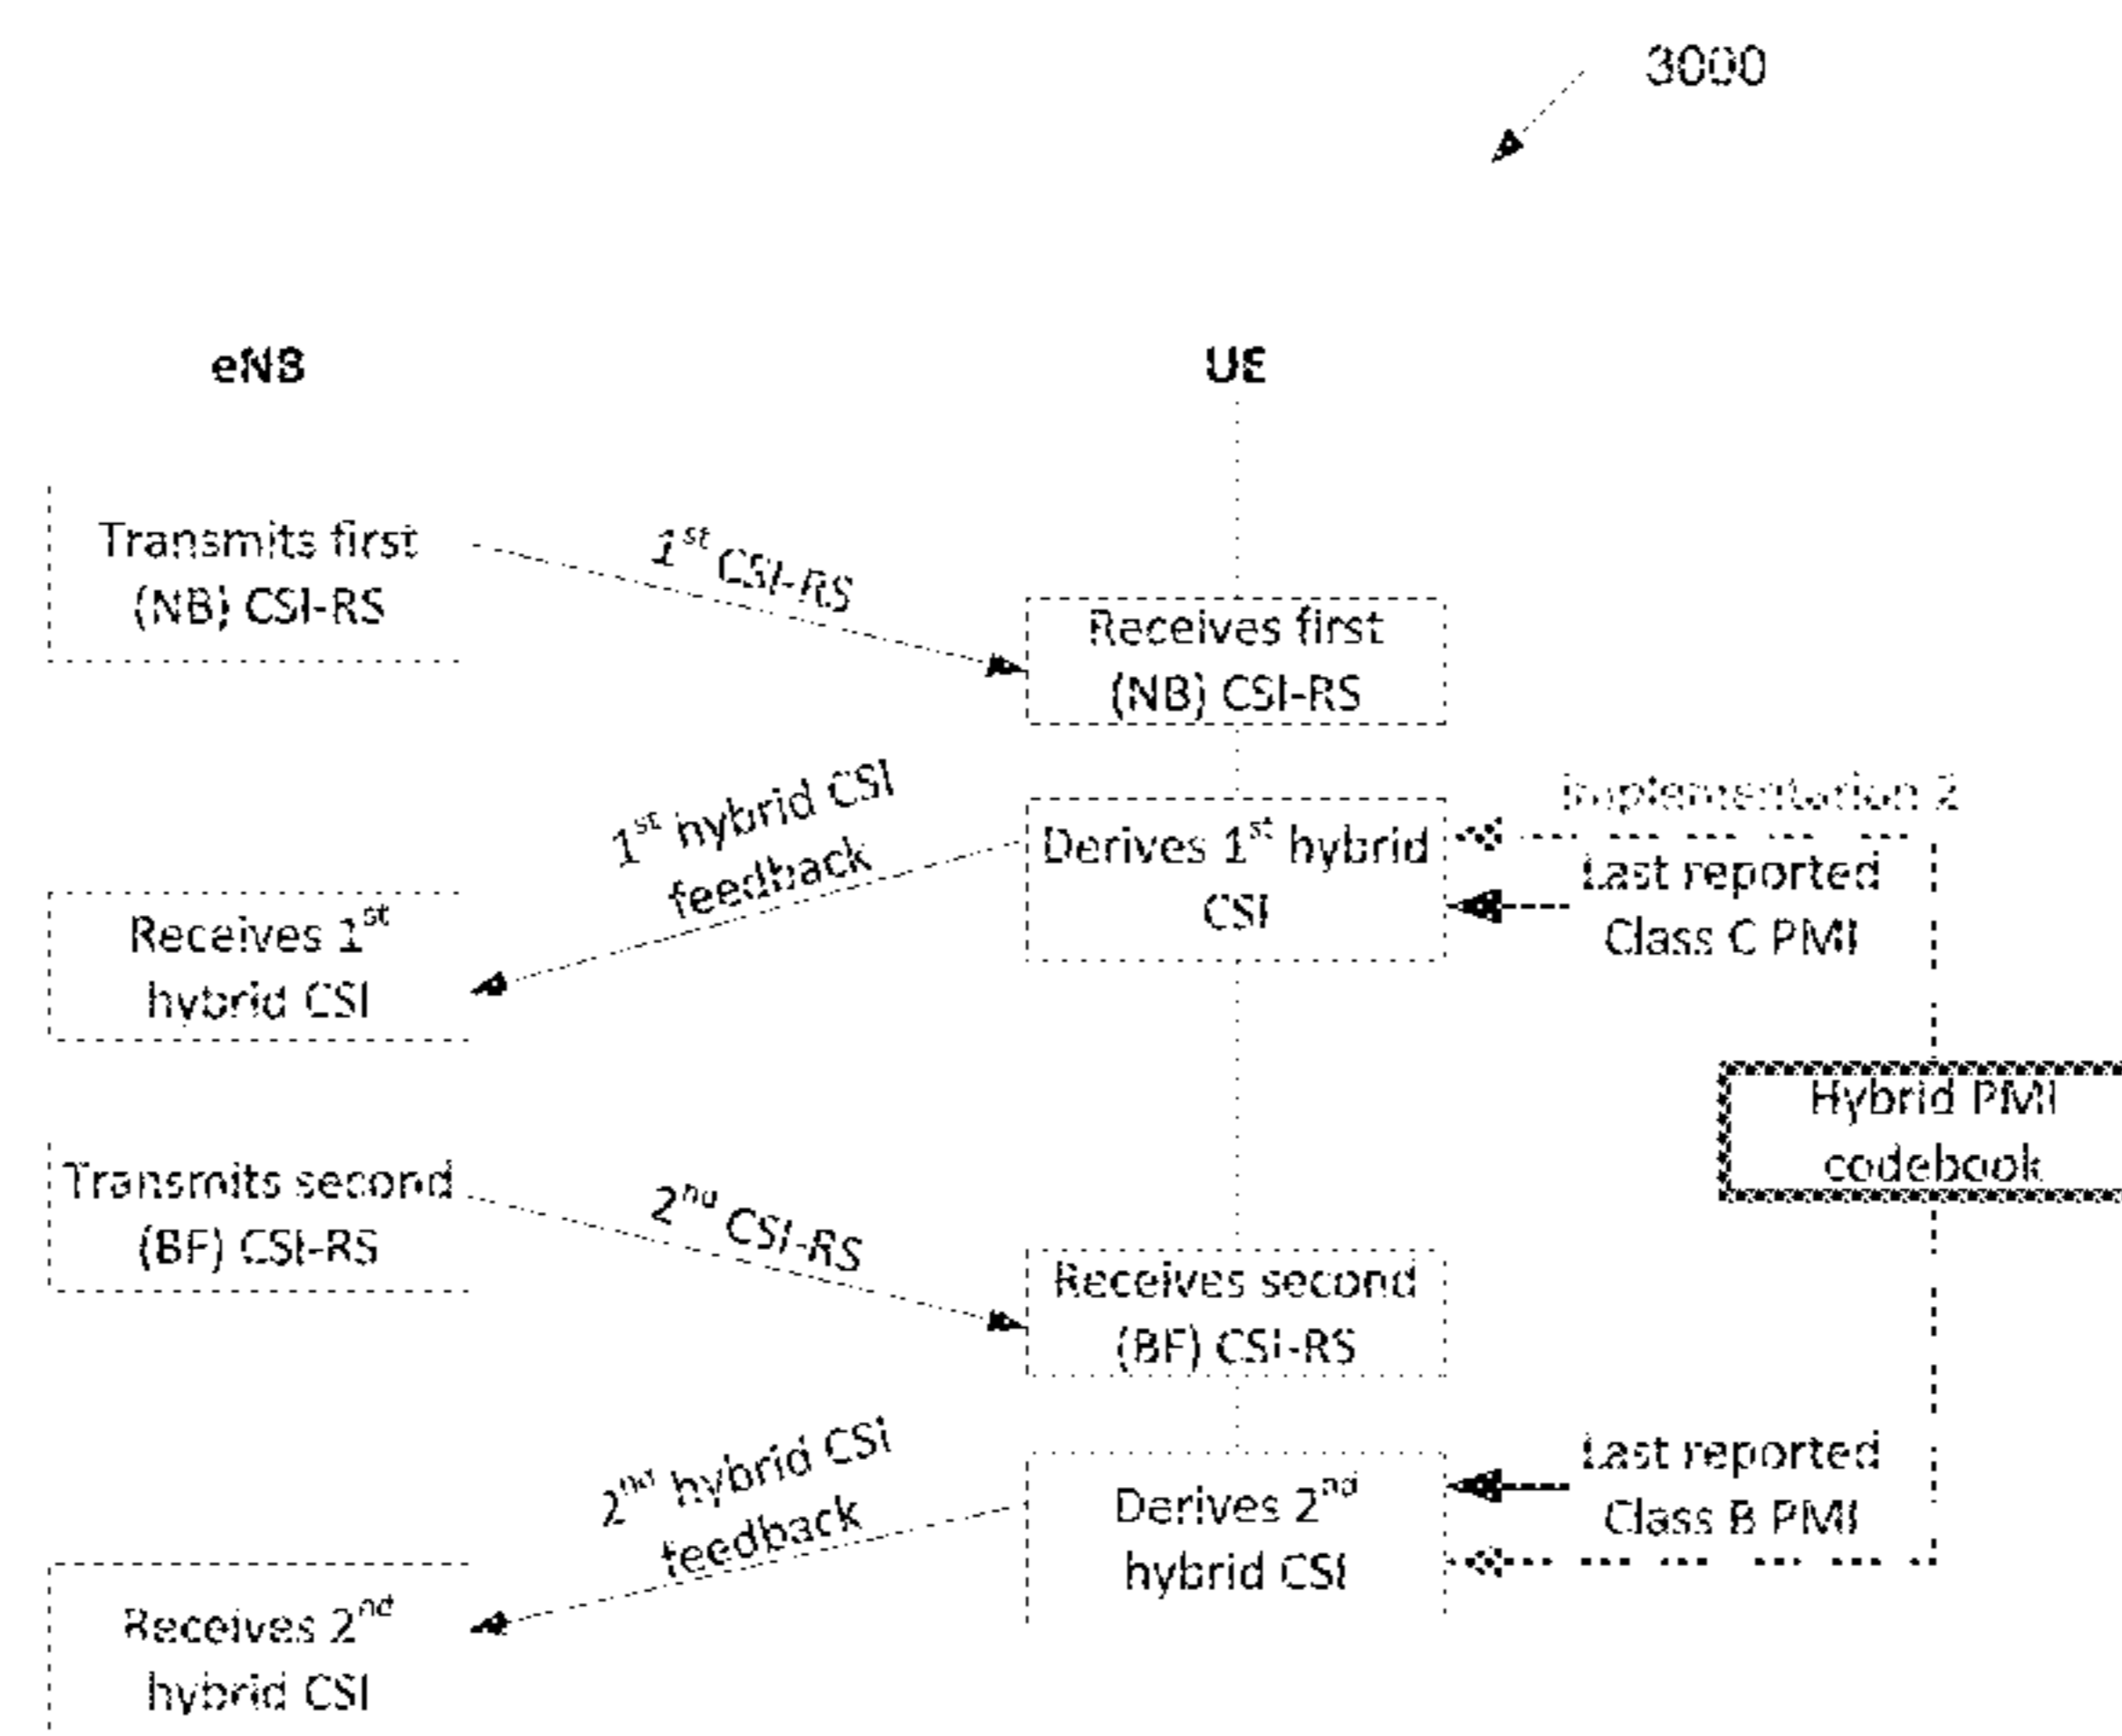 3000
eNB
UE
Transmits first
(NB) CSI-RS
1st CSI-RS
Receives first
(NB) CSI-RS
1st hybrid CSI
feedback
Derives 1st hybrid
CSI
Implementation 2
Last reported
Class C PMI
Receives 1st
hybrid CSI
Hybrid PMI
codebook
Transmits second
(BF) CSI-RS
2nd CSI-RS
Receives second
(BF) CSI-RS
2nd hybrid CSI
feedback
Derives 2nd
hybrid CSI
Last reported
Class B PMI
Receives 2nd
hybrid CSI